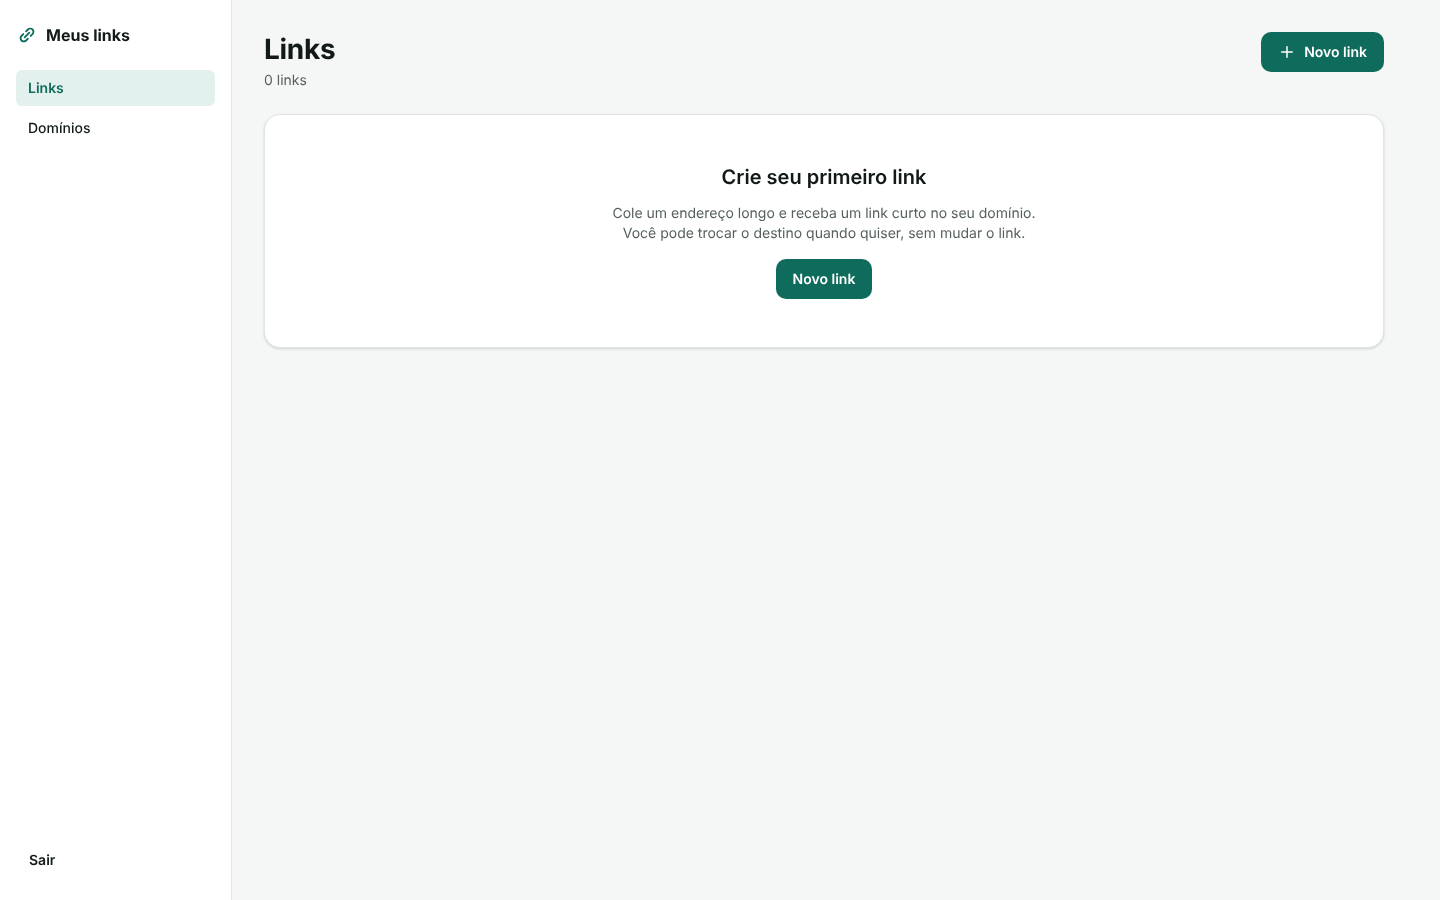 Meus links
Links
Domínios
Sair
Links
0 links
Novo link
Crie seu primeiro link
Cole um endereço longo e receba um link curto no seu domínio.
Você pode trocar o destino quando quiser, sem mudar o link.
Novo link